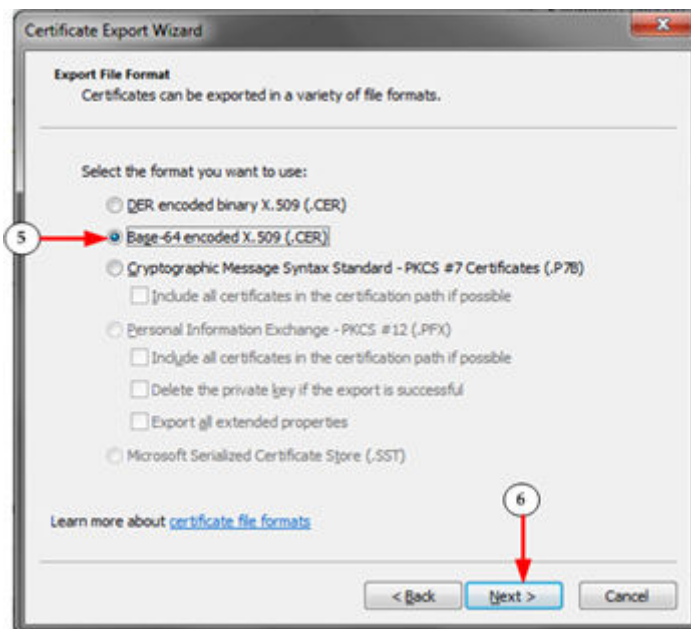 Certificate Export Wizard
Export File Format
Certificates can be exported in a variety of file formats.
Select the format you want to use:
DER encoded binary X.509 (.CER)
5
Base-64 encoded X.509 (.CER)
Cryptographic Message Syntax Standard - PKCS #7 Certificates (.P7B)
Include all certificates in the certification path if possible
Personal Information Exchange - PKCS #12 (.PFX)
Include all certificates in the certification path if possible
Delete the private key if the export is successful
Export all extended properties
Microsoft Serialized Certificate Store (.SST)
6
Learn more about certificate file formats
< Back Next > Cancel